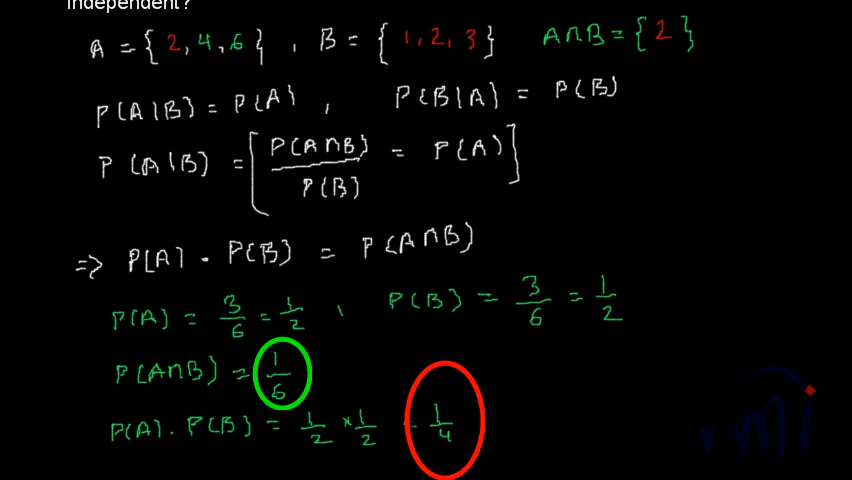 independent?
A = { 2, 4, 6 } , B = { 1, 2, 3 } A∩B = { 2 }
P(A|B) = P(A) , P(B|A) = P(B)
P(A|B) = [ P(A∩B) / P(B) = P(A) ]
=> P(A) . P(B) = P(A∩B)
P(A) = 3/6 = 1/2 , P(B) = 3/6 = 1/2
P(A∩B) = 1/6
P(A) . P(B) = 1/2 × 1/2 = 1/4
vmi